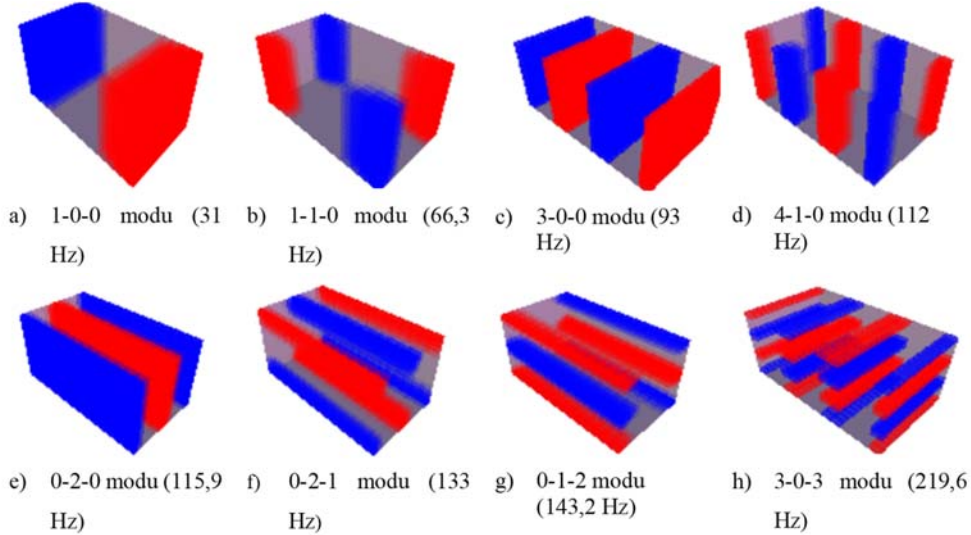 a) 1-0-0 modu (31 Hz)
b) 1-1-0 modu (66,3 Hz)
c) 3-0-0 modu (93 Hz)
d) 4-1-0 modu (112 Hz)
e) 0-2-0 modu (115,9 Hz)
f) 0-2-1 modu (133 Hz)
g) 0-1-2 modu (143,2 Hz)
h) 3-0-3 modu (219,6 Hz)